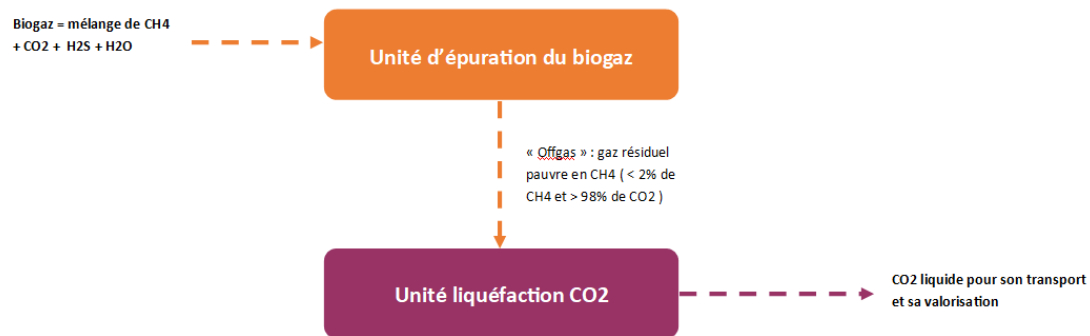 Biogaz = mélange de CH4
+ CO2 + H2S + H2O
Unité d'épuration du biogaz
« Offgas » : gaz résiduel
pauvre en CH4 ( < 2% de
CH4 et > 98% de CO2 )
Unité liquéfaction CO2
CO2 liquide pour son transport
et sa valorisation